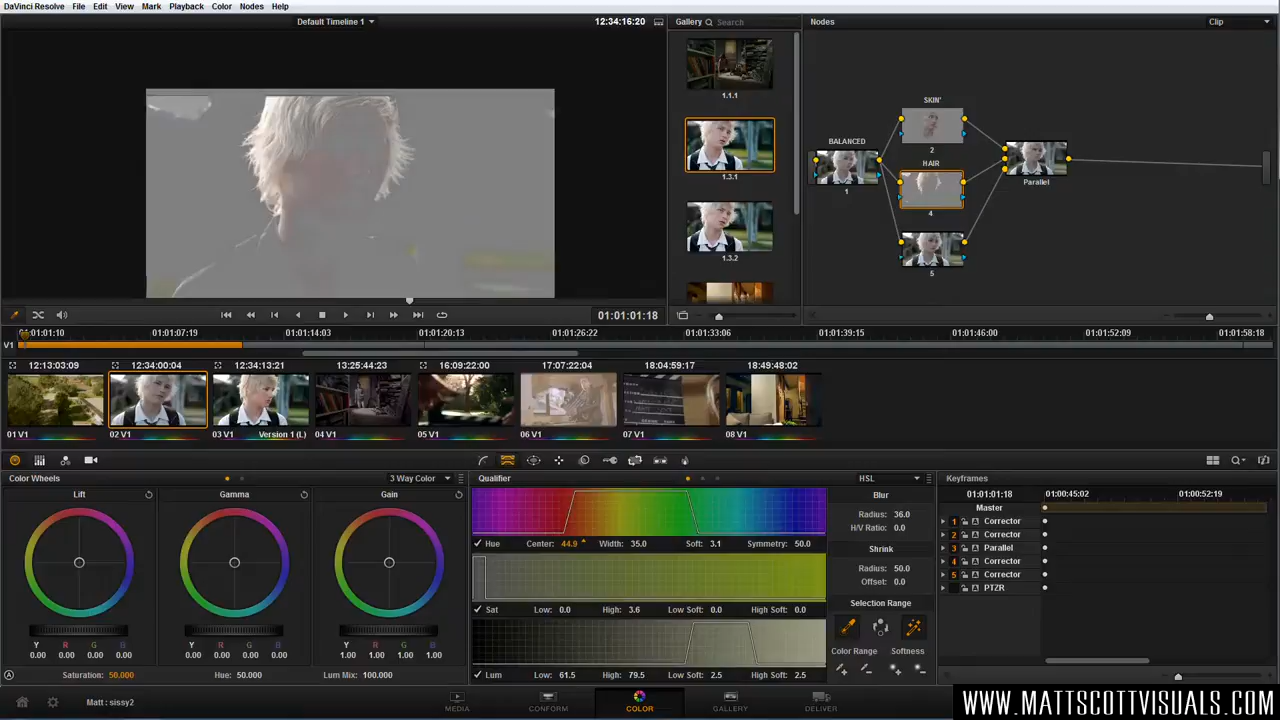 DaVinci Resolve File Edit View Mark Playback Color Nodes Help
Default Timeline 1 12:34:16:20 Gallery Search Nodes Clip
1.1.1
1.3.1
1.3.2
SKIN'
2
BALANCED
1
HAIR
4
Parallel
5
01:01:01:18
01:01:01:10 01:01:07:19 01:01:14:03 01:01:20:13 01:01:26:22 01:01:33:06 01:01:39:15 01:01:46:00 01:01:52:09 01:01:58:18
V1
12:13:03:09 12:34:00:04 12:34:13:21 13:25:44:23 16:09:22:00 17:07:22:04 18:04:59:17 18:49:48:02
01 V1 02 V1 03 V1 Version 1 (L) 04 V1 05 V1 06 V1 07 V1 08 V1
Color Wheels 3 Way Color Qualifier HSL Keyframes
Lift Gamma Gain
Y R G B Y R G B Y R G B
0.00 0.00 0.00 0.00 0.00 0.00 0.00 0.00 1.00 1.00 1.00 1.00
Saturation: 50.000 Hue: 50.000 Lum Mix: 100.000
Hue Center: 44.9 Width: 35.0 Soft: 3.1 Symmetry: 50.0
Sat Low: 0.0 High: 3.6 Low Soft: 0.0 High Soft: 0.0
Lum Low: 61.5 High: 79.5 Low Soft: 2.5 High Soft: 2.5
Blur
Radius: 36.0
H/V Ratio: 0.0
Shrink
Radius: 50.0
Offset: 0.0
Selection Range
Color Range Softness
01:01:01:18 01:00:45:02 01:00:52:19
Master
1 Corrector
2 Corrector
3 Parallel
4 Corrector
5 Corrector
PTZR
Matt : sissy2 MEDIA CONFORM COLOR GALLERY DELIVER
WWW.MATTSCOTTVISUALS.COM